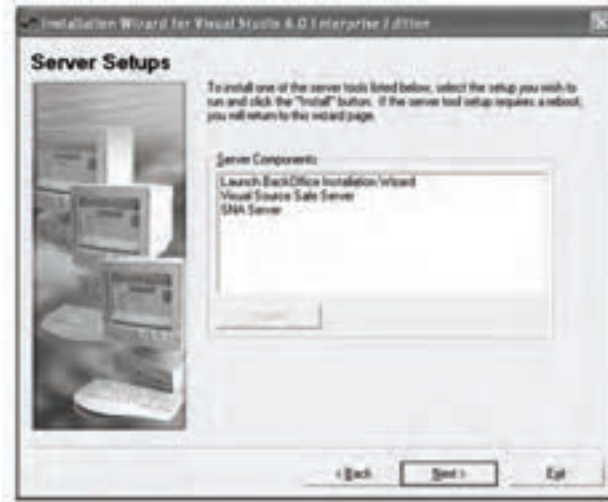 Installation Wizard for Visual Studio 6.0 Enterprise Edition
Server Setups
To install one of the server tools listed below, select the setup you wish to
run and click the "Install" button. If the server tool setup requires a reboot,
you will return to this wizard page.
Server Components
Launch BackOffice Installation Wizard
Visual Source Safe Server
SNA Server
< Back
Next >
Exit